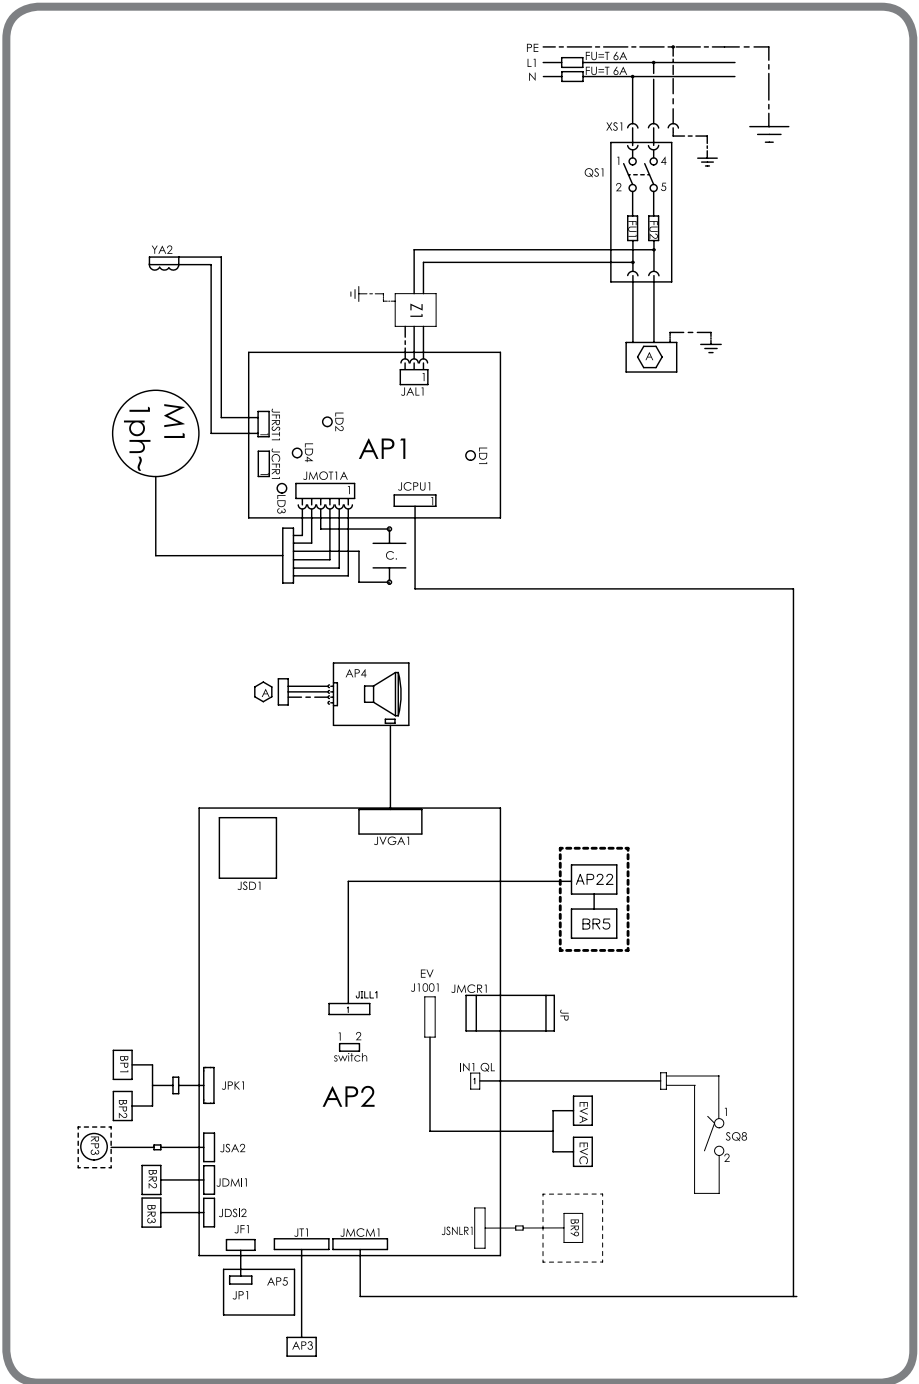 PE
L1
N
FU=T 6A
FU=T 6A
XS1
QS1
1
4
2
5
FU1
FU2
YA2
Z1
A
1
JAL1
M1
1ph~
JFRST1
JCFR1
LD2
LD4
LD3
LD1
AP1
JMOT1A
1
JCPU1
1
C.
A
AP4
JVGA1
JSD1
AP22
BR5
EV
J1001
JMCR1
JP
JILL1
1
1 2
switch
IN1 QL
1
AP2
BP1
BP2
JPK1
EVA
EVC
1
SQ8
2
RP3
JSA2
BR2
JDMI1
BR3
JDSI2
JF1
JT1
JMCM1
JSNLR1
BR9
JP1
AP5
AP3